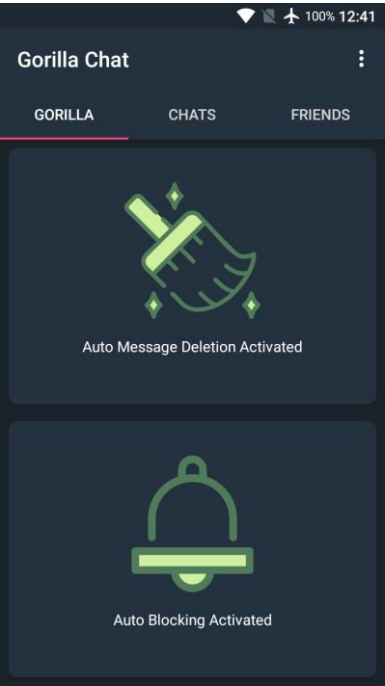 100% 12:41
Gorilla Chat
GORILLA CHATS FRIENDS
Auto Message Deletion Activated
Auto Blocking Activated